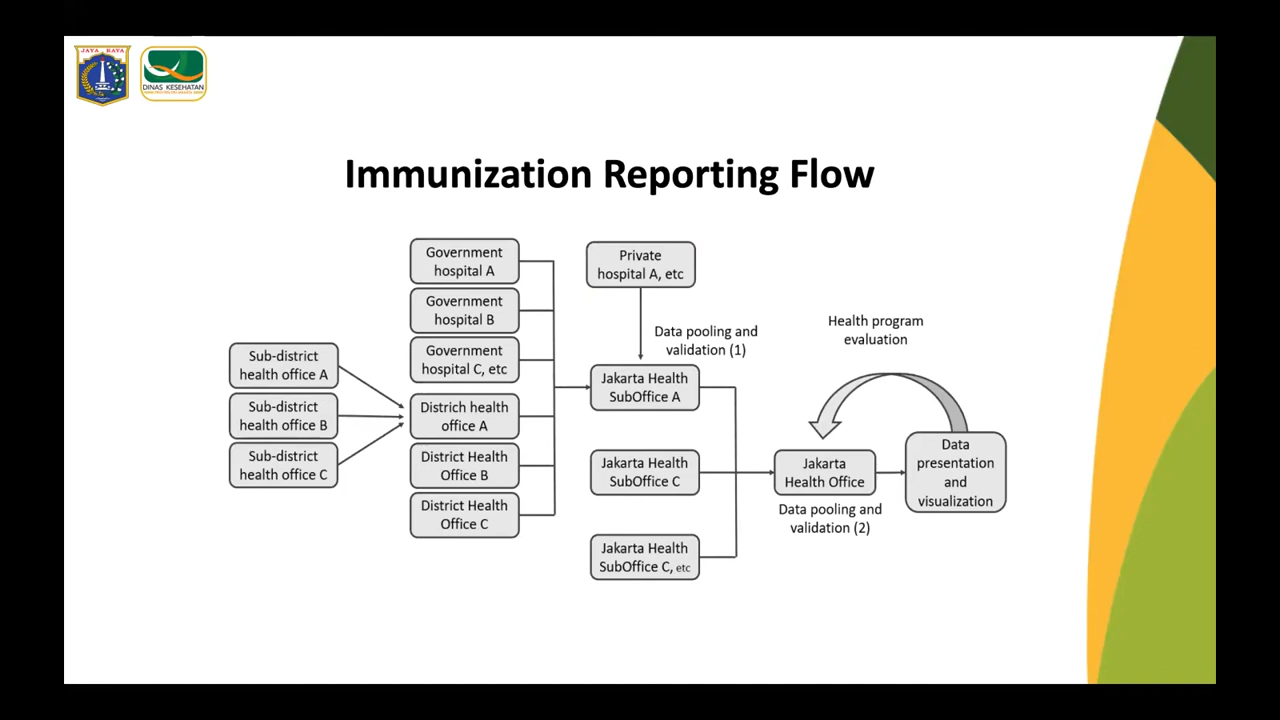 JAYA RAYA
DINAS KESEHATAN
Immunization Reporting Flow
Sub-district
health office A
Sub-district
health office B
Sub-district
health office C
Government
hospital A
Government
hospital B
Government
hospital C, etc
Districh health
office A
District Health
Office B
District Health
Office C
Private
hospital A, etc
Data pooling and
validation (1)
Jakarta Health
SubOffice A
Jakarta Health
SubOffice C
Jakarta Health
SubOffice C, etc
Health program
evaluation
Jakarta
Health Office
Data pooling and
validation (2)
Data
presentation
and
visualization